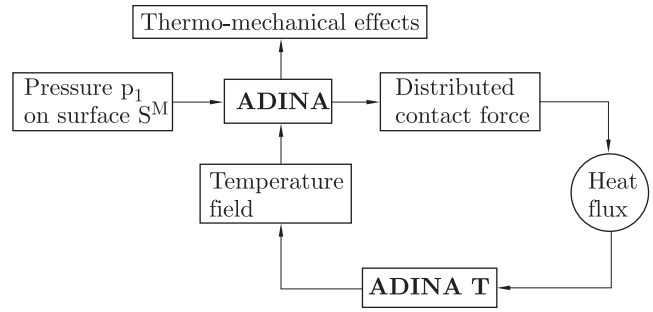 Thermo-mechanical effects
Pressure p₁
on surface Sᴹ
ADINA
Distributed
contact force
Temperature
field
Heat
flux
ADINA T